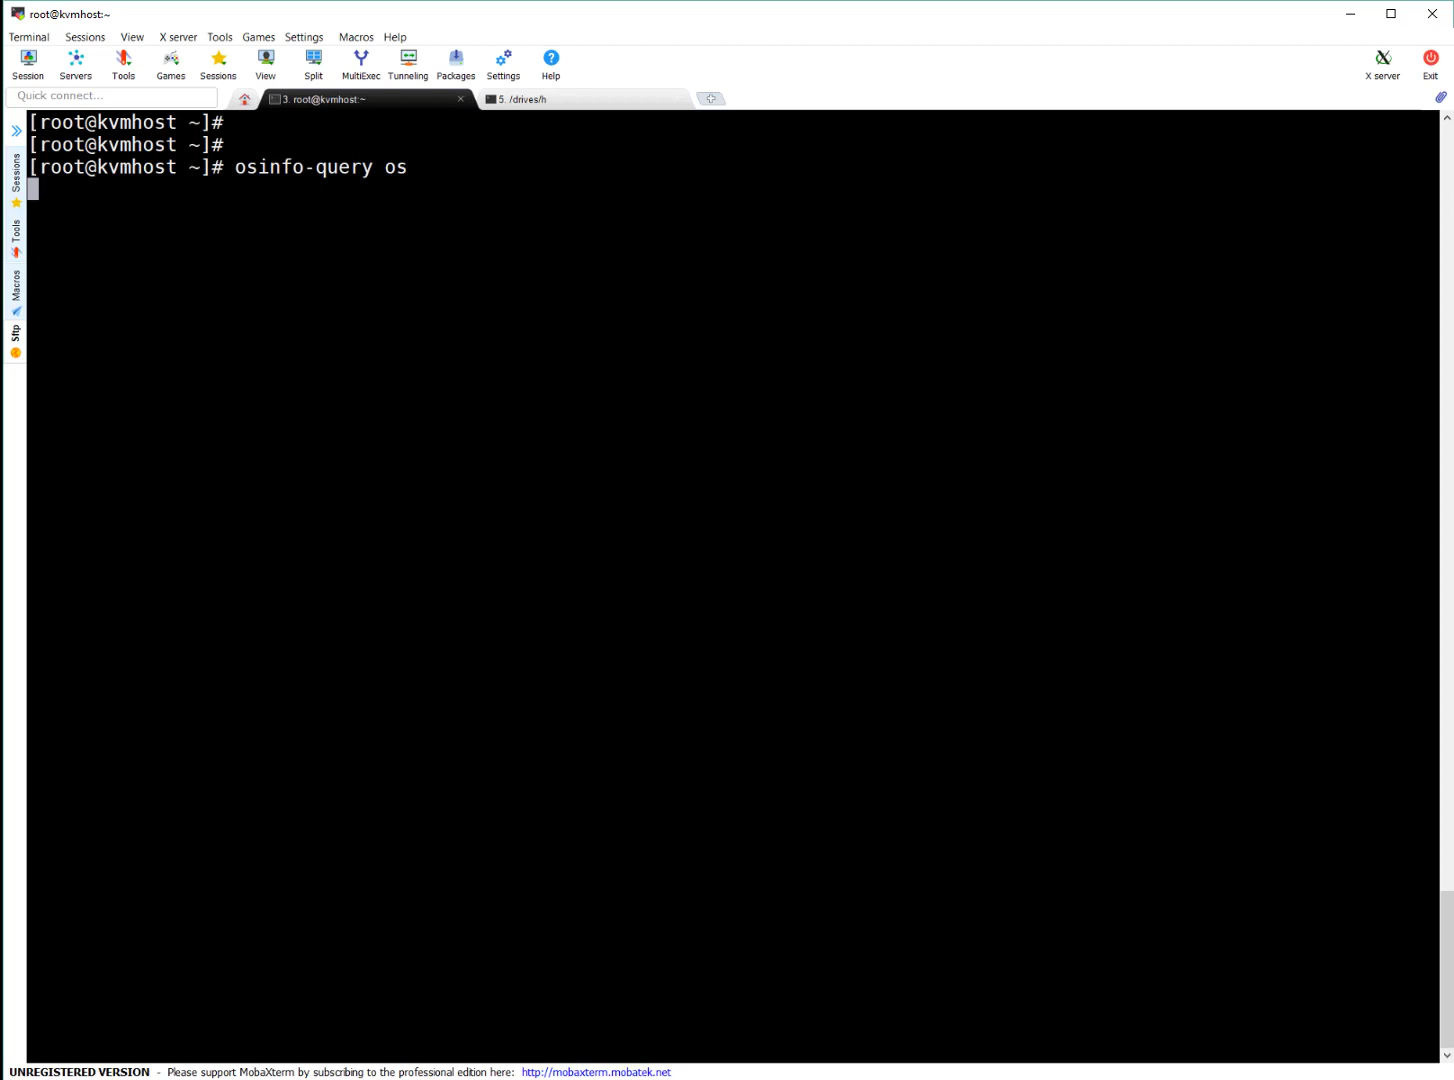 root@kvmhost:~
Terminal Sessions View X server Tools Games Settings Macros Help
Session Servers Tools Games Sessions View Split MultiExec Tunneling Packages Settings Help X server Exit
Quick connect...
3. root@kvmhost:~
5. /drives/h
[root@kvmhost ~]#
[root@kvmhost ~]#
[root@kvmhost ~]# osinfo-query os
Sessions
Tools
Macros
Sftp
UNREGISTERED VERSION - Please support MobaXterm by subscribing to the professional edition here: http://mobaxterm.mobatek.net